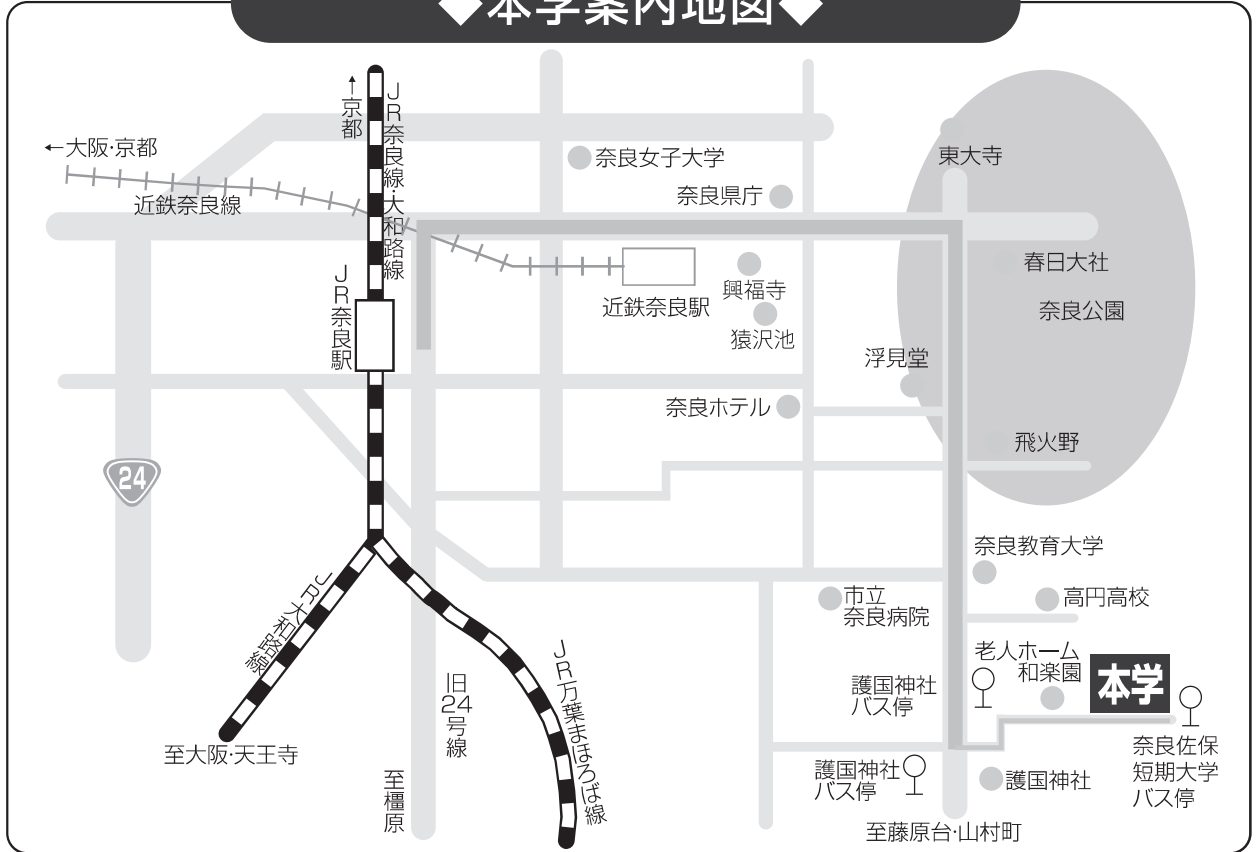 ◆本学案内地図◆
←京都
JR奈良線·大和路線
←大阪·京都
近鉄奈良線
奈良女子大学
奈良県庁
東大寺
春日大社
奈良公園
JR奈良駅
近鉄奈良駅
興福寺
猿沢池
浮見堂
奈良ホテル
飛火野
24
奈良教育大学
市立
奈良病院
高円高校
JR大和路線
JR万葉まほろば線
旧24号線
老人ホーム
和楽園
本学
護国神社
バス停
奈良佐保
短期大学
バス停
護国神社
バス停
護国神社
至大阪·天王寺
至橿原
至藤原台·山村町